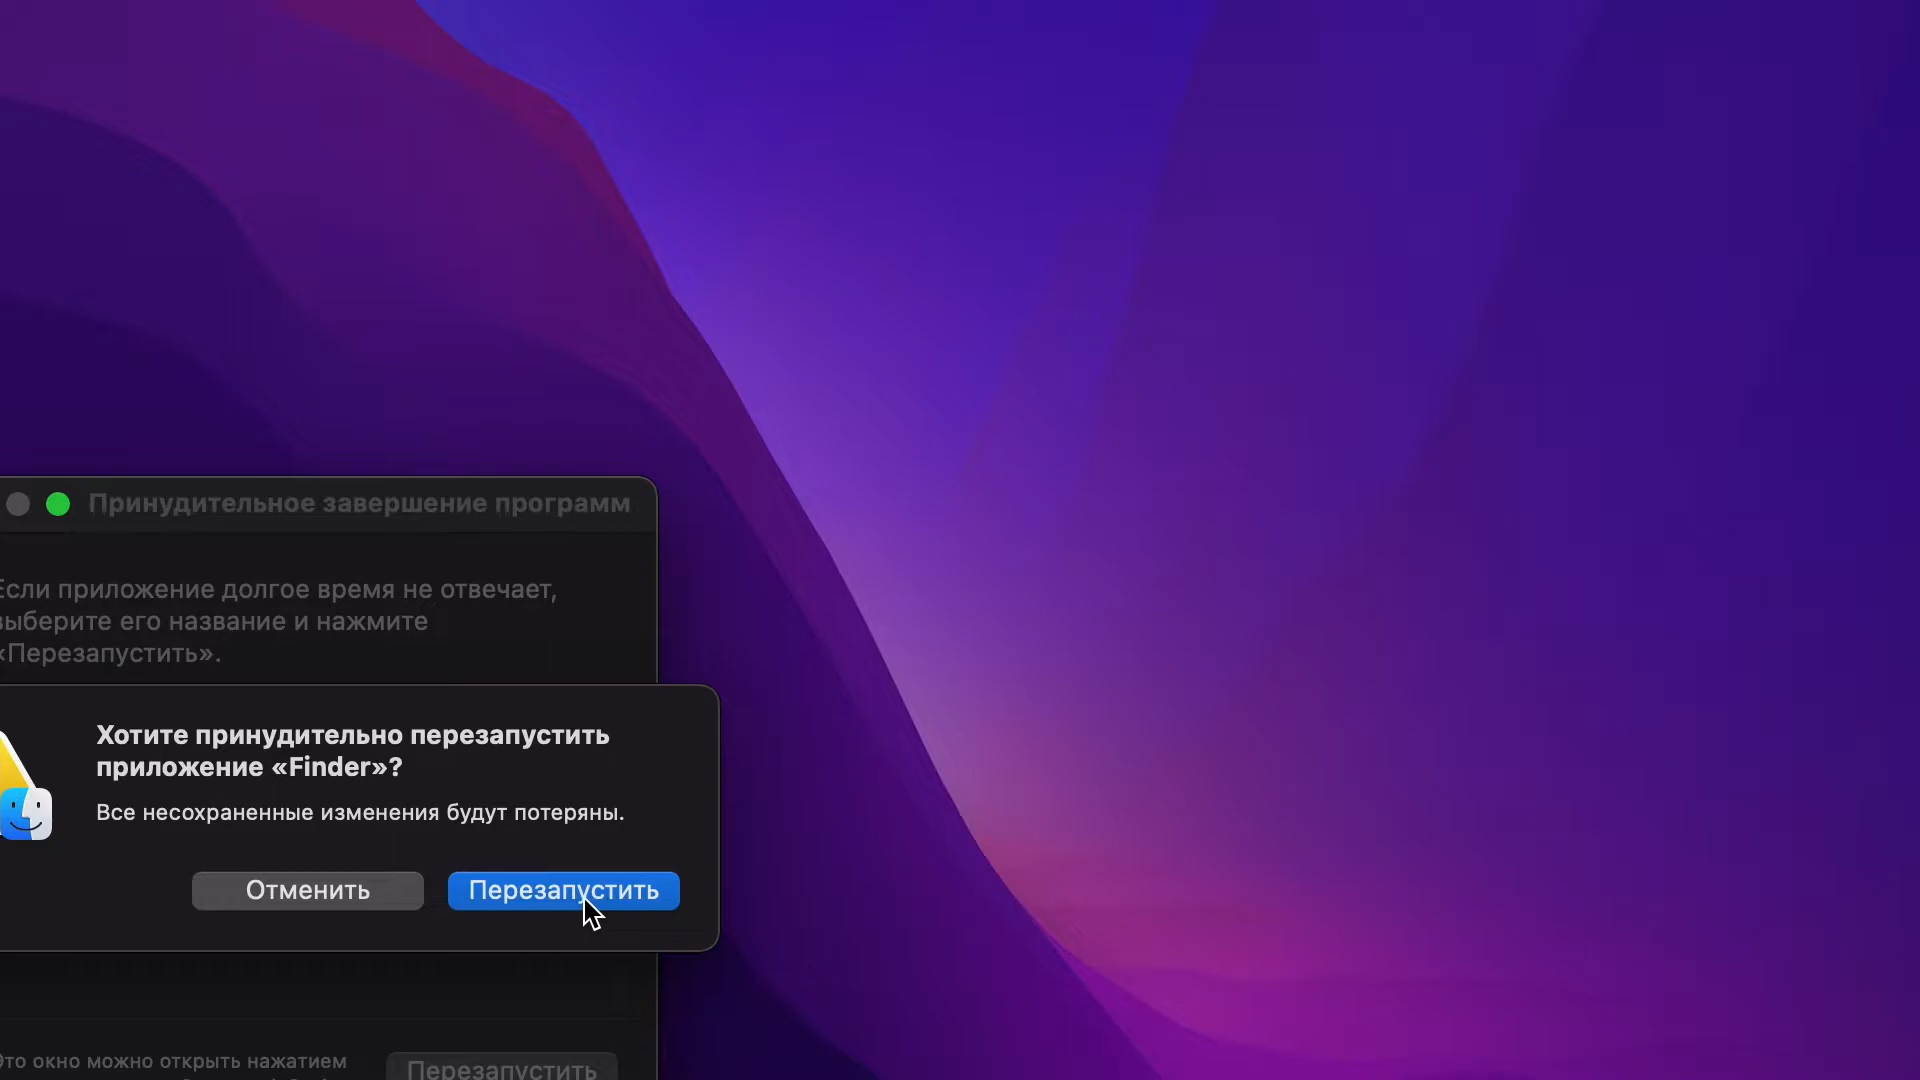 Принудительное завершение программ
Если приложение долгое время не отвечает,
выберите его название и нажмите
«Перезапустить».
Хотите принудительно перезапустить
приложение «Finder»?
Все несохраненные изменения будут потеряны.
Отменить
Перезапустить
Это окно можно открыть нажатием
Перезапустить